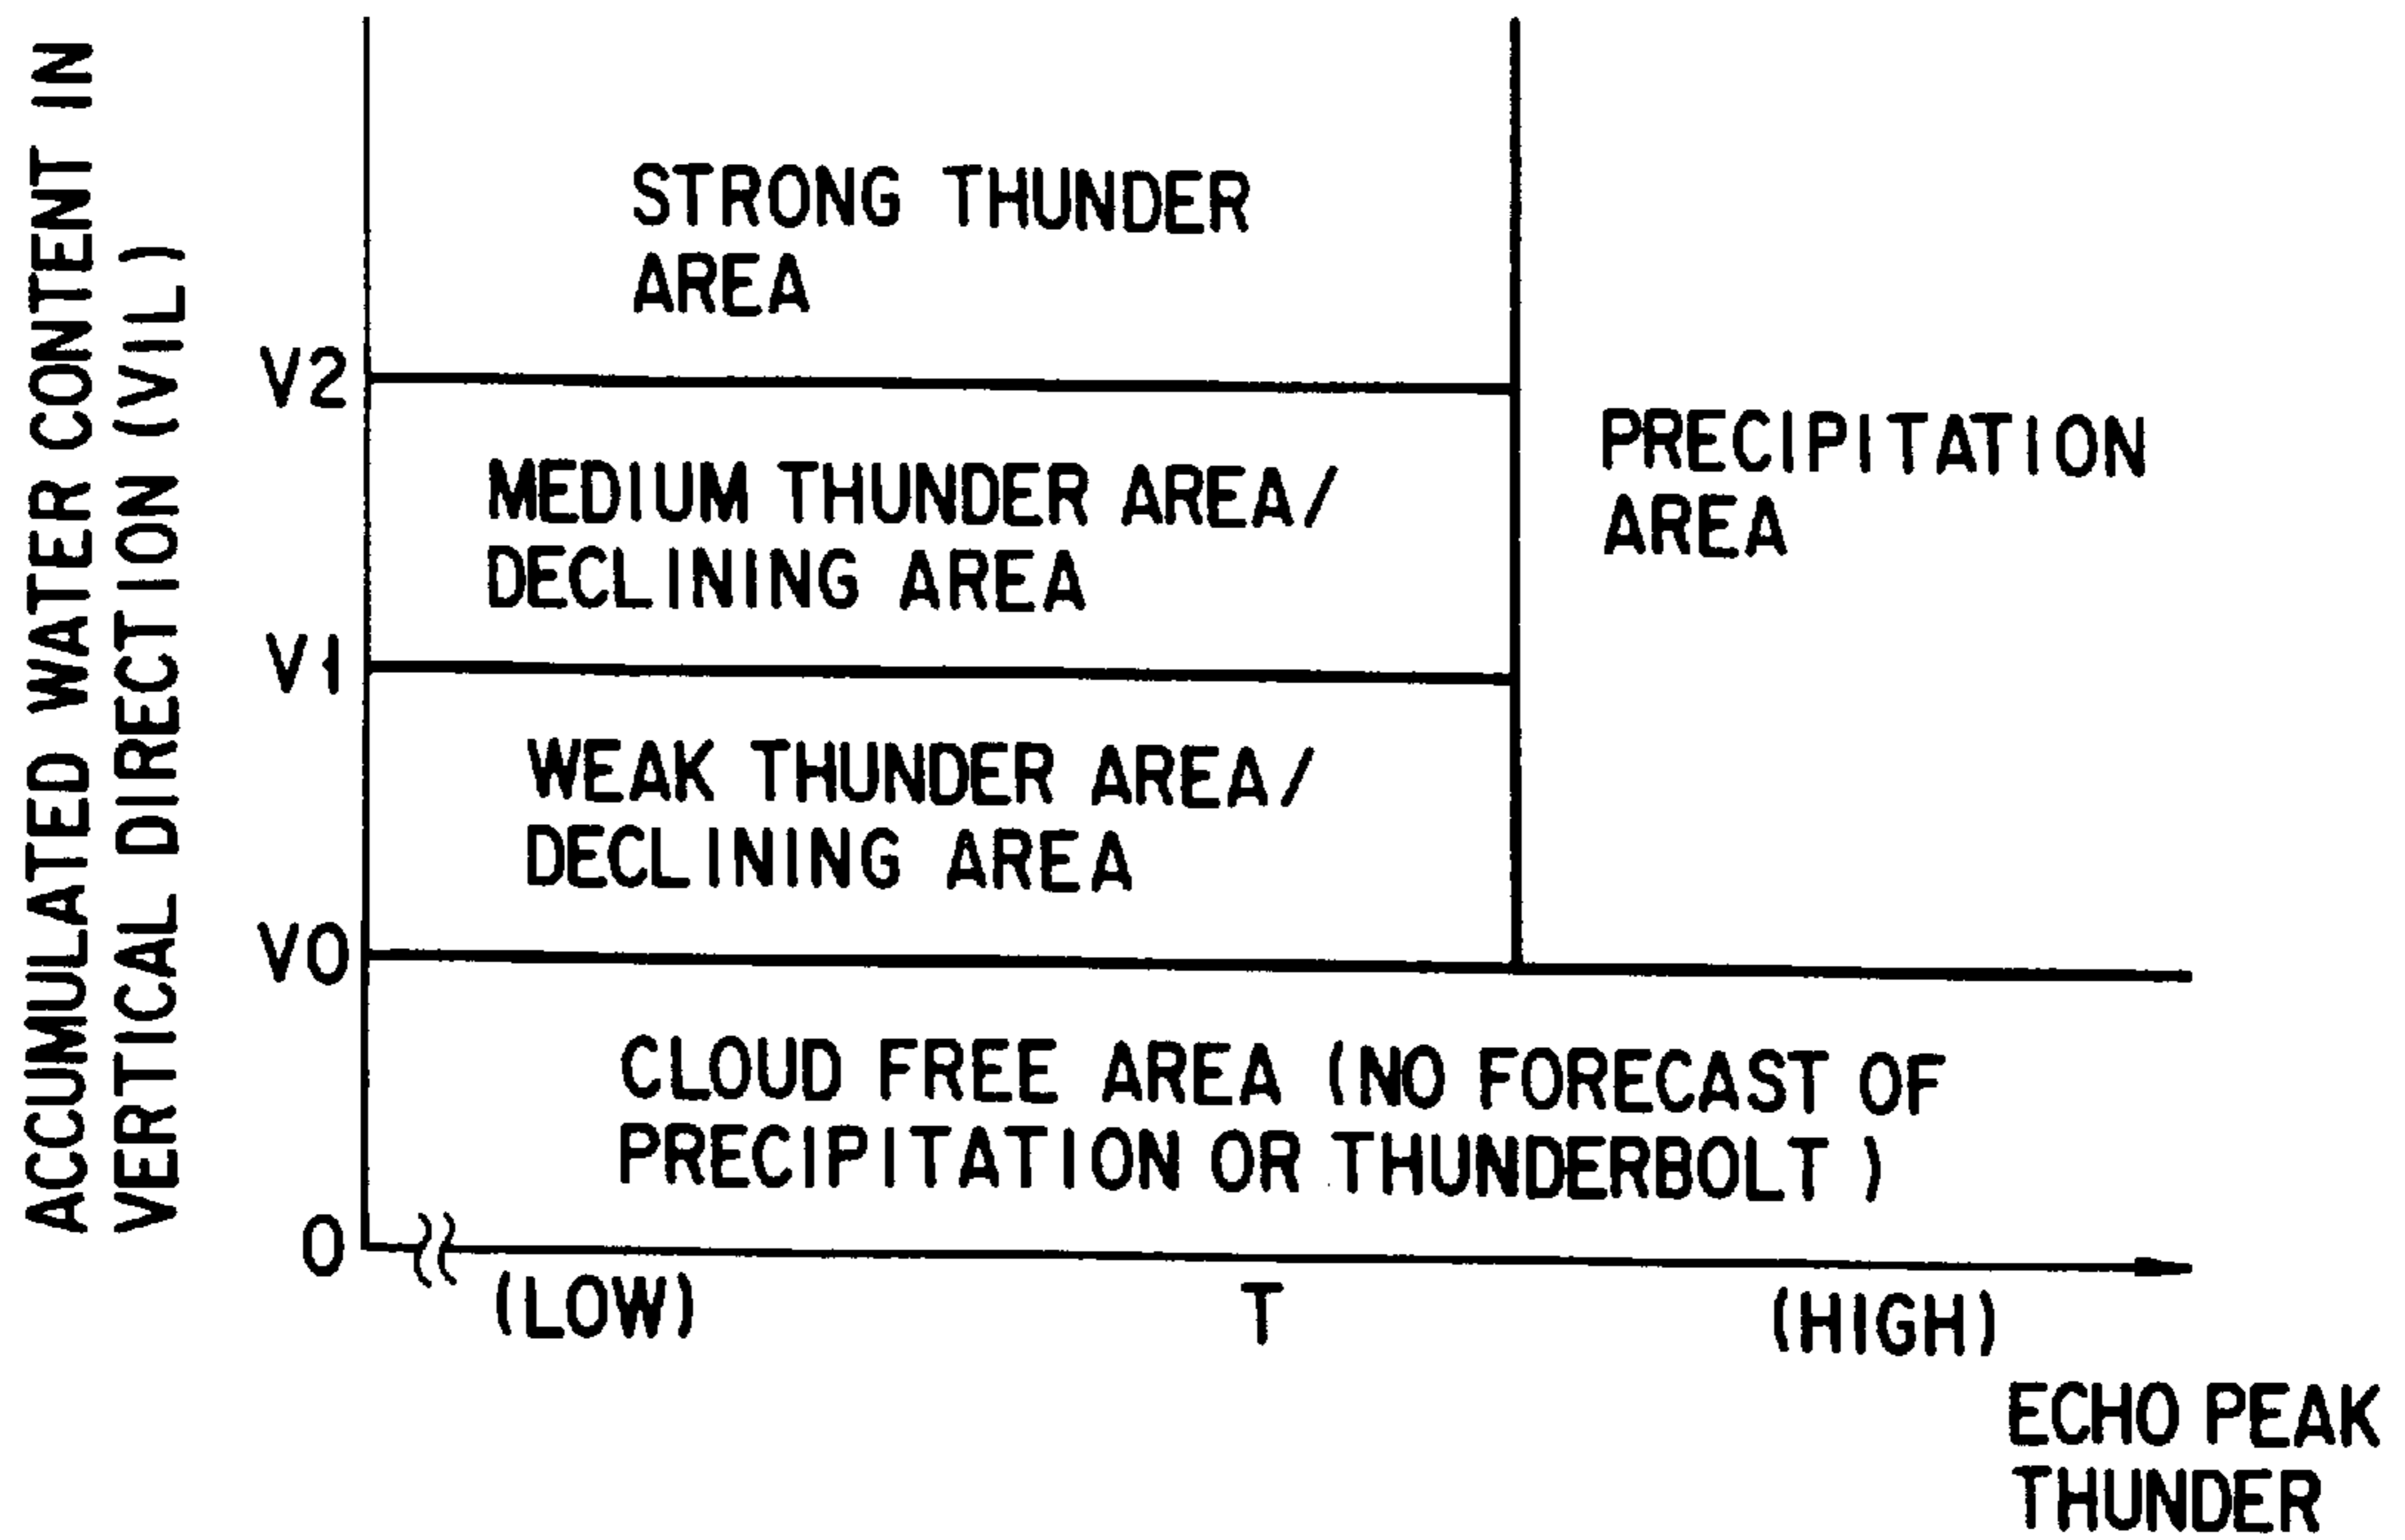 ACCUMULATED WATER CONTENT IN
VERTICAL DIRECTION (VIL)
STRONG THUNDER
AREA
V2
MEDIUM THUNDER AREA/
DECLINING AREA
PRECIPITATION
AREA
V1
WEAK THUNDER AREA/
DECLINING AREA
V0
CLOUD FREE AREA (NO FORECAST OF
PRECIPITATION OR THUNDERBOLT )
0
(LOW)
T
(HIGH)
ECHO PEAK
THUNDER